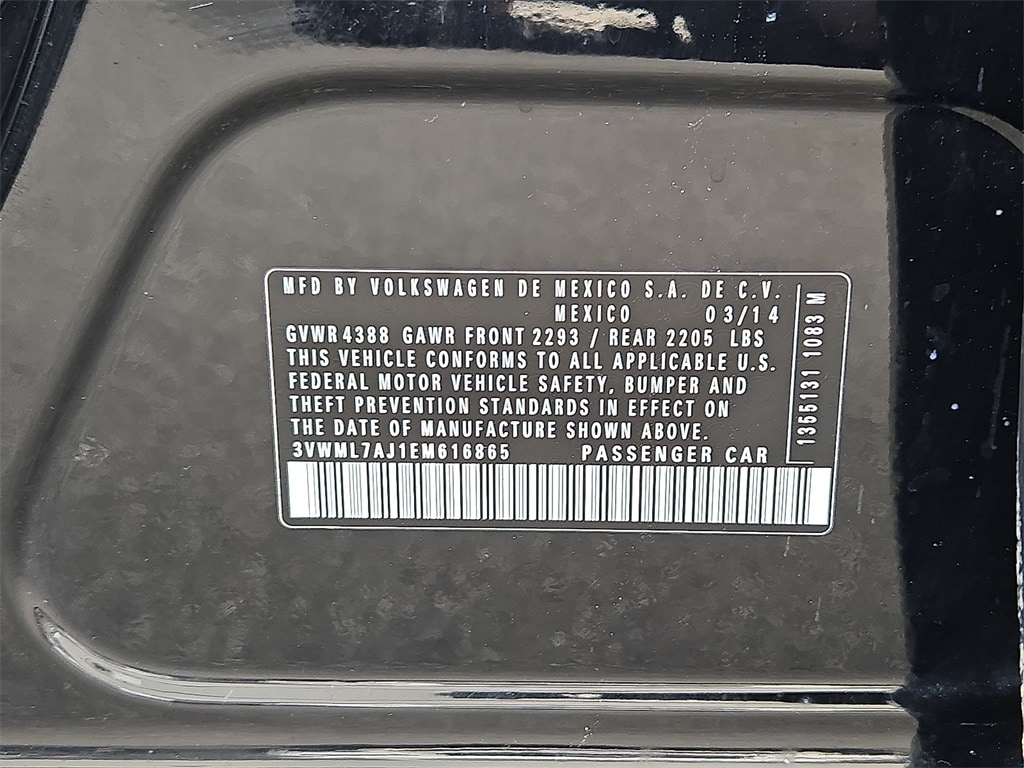 MFD BY VOLKSWAGEN DE MEXICO S.A. DE C.V.
MEXICO 03/14
GVWR 4388 GAWR FRONT 2293 / REAR 2205 LBS
THIS VEHICLE CONFORMS TO ALL APPLICABLE U.S.
FEDERAL MOTOR VEHICLE SAFETY, BUMPER AND
THEFT PREVENTION STANDARDS IN EFFECT ON
THE DATE OF MANUFACTURE SHOWN ABOVE.
3VWML7AJ1EM616865 PASSENGER CAR
1355131 1083 M